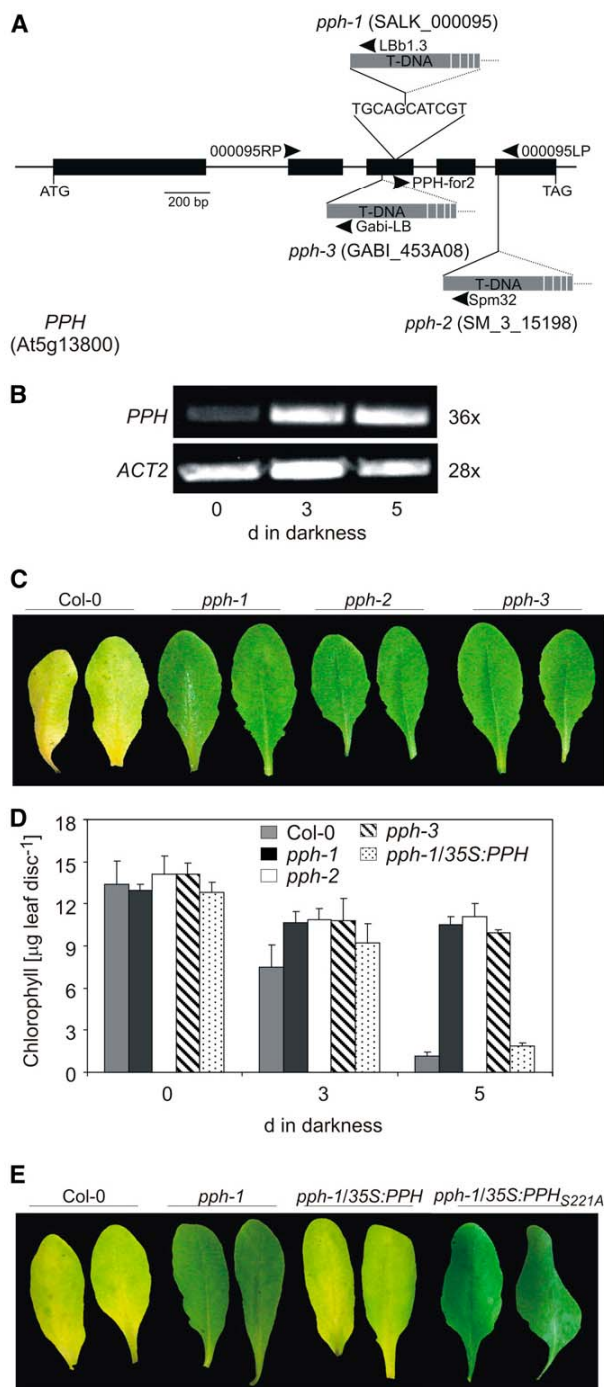 A
pph-1 (SALK_000095)
LBb1.3
T-DNA
TGCAGCATCGT
000095RP
000095LP
ATG
200 bp
PPH-for2
TAG
T-DNA
Gabi-LB
pph-3 (GABI_453A08)
T-DNA
Spm32
pph-2 (SM_3_15198)
PPH
(At5g13800)
B
PPH
36x
ACT2
28x
0 3 5
d in darkness
C
Col-0 pph-1 pph-2 pph-3
D
18
15
12
9
6
3
0
Chlorophyll [µg leaf disc-1]
Col-0
pph-1
pph-2
pph-3
pph-1/35S:PPH
0 3 5
d in darkness
E
Col-0 pph-1 pph-1/35S:PPH pph-1/35S:PPHS221A